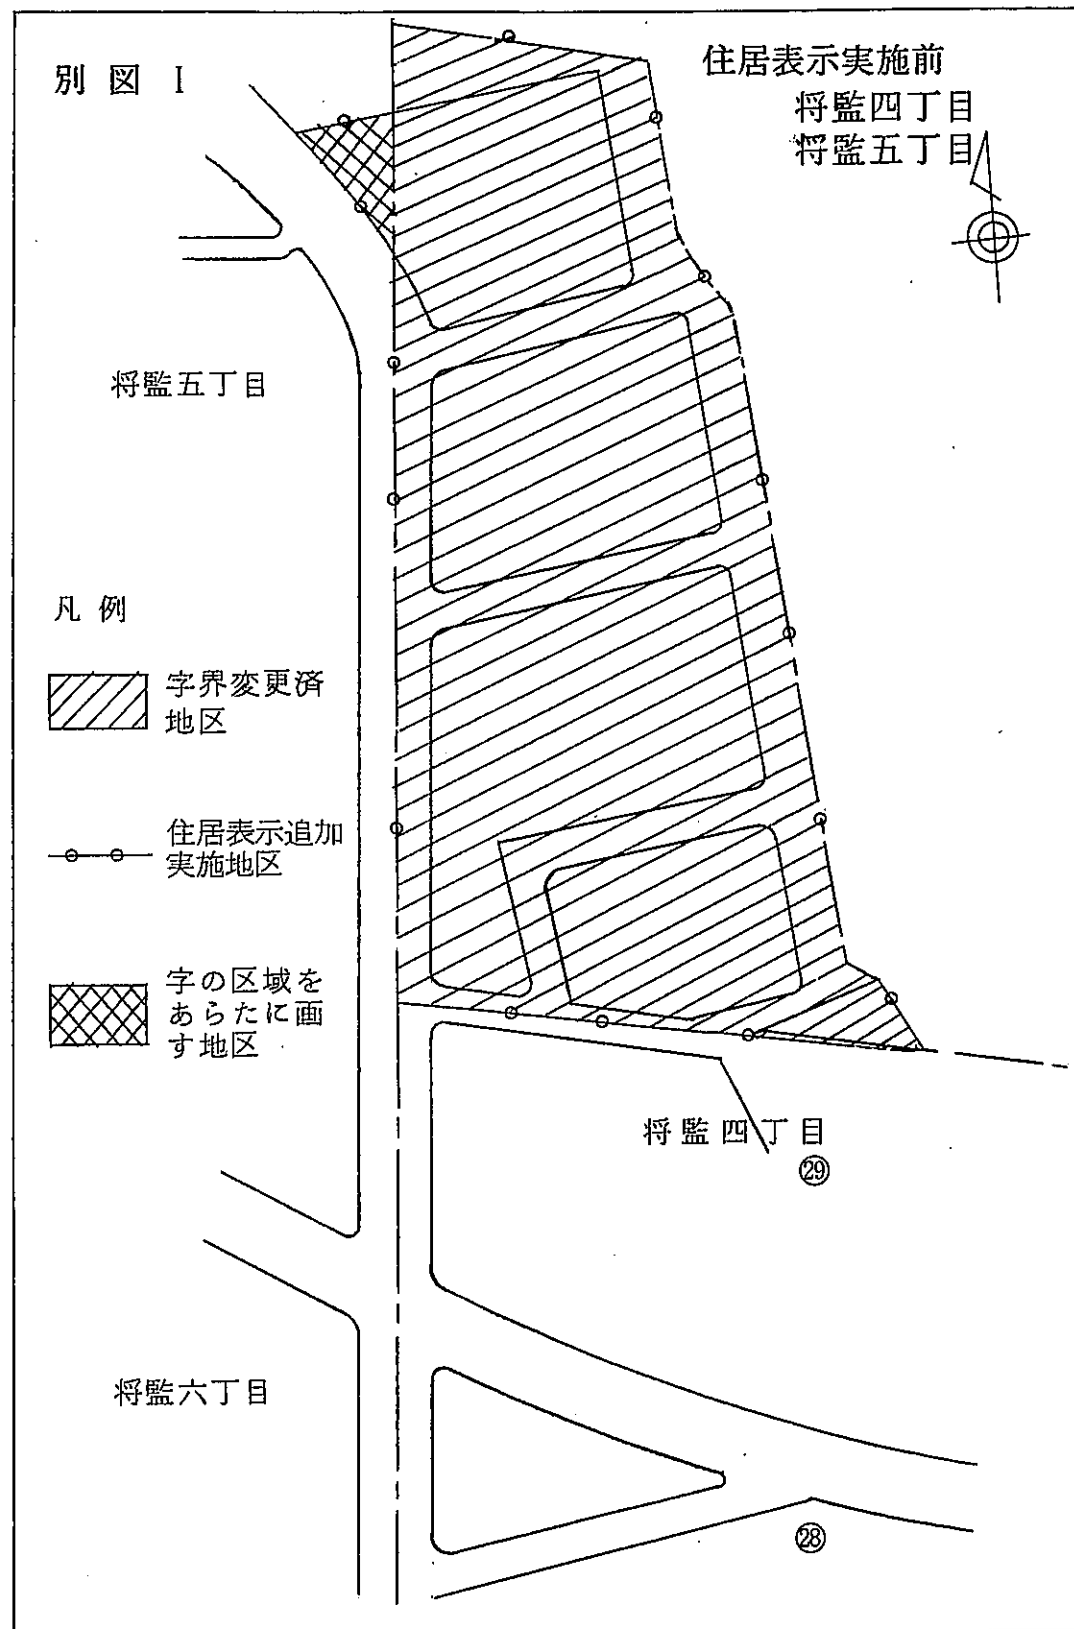 別図 I
住居表示実施前
将監四丁目
将監五丁目
将監五丁目
凡例
字界変更済
地区
住居表示追加
実施地区
字の区域を
あらたに画
す地区
将監四丁目
㉙
将監六丁目
㉘